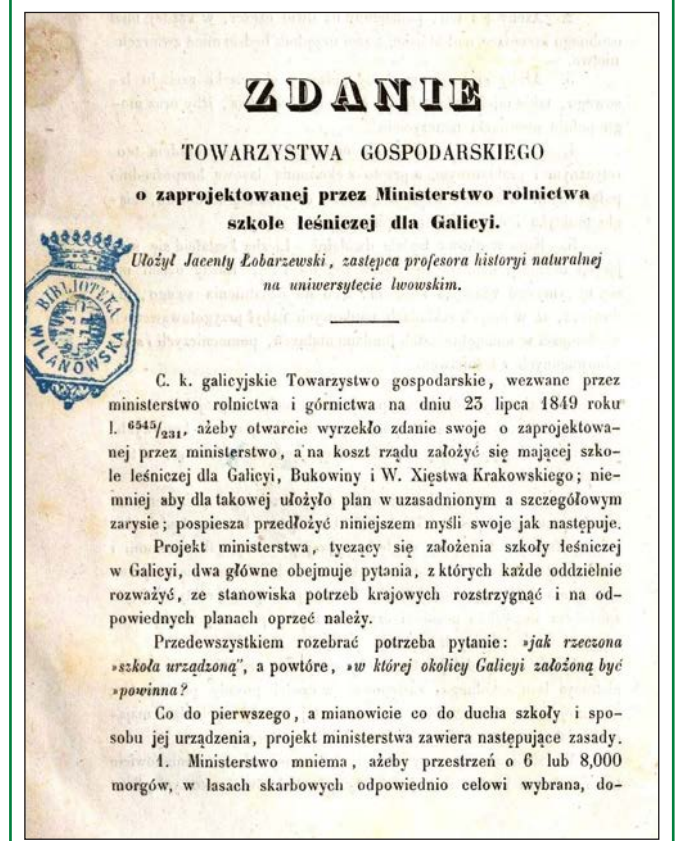 ZDANIE
TOWARZYSTWA GOSPODARSKIEGO
o zaprojektowanej przez Ministerstwo rolnictwa
szkole leśniczej dla Galicyi.
Ułożył Jacenty Łobarzewski, zastępca profesora historyi naturalnej
na uniwersytecie lwowskim.
BIBLIOTEKA
WILANOWSKA
C. k. galicyjskie Towarzystwo gospodarskie, wezwane przez
ministerstwo rolnictwa i górnictwa na dniu 23 lipca 1849 roku
l. 6545/231, ażeby otwarcie wyrzekło zdanie swoje o zaprojektowa-
nej przez ministerstwo, a na koszt rządu założyć się mającej szko-
le leśniczej dla Galicyi, Bukowiny i W. Xięstwa Krakowskiego; nie-
mniej aby dla takowej ułożyło plan w uzasadnionym a szczegółowym
zarysie; pospiesza przedłożyć niniejszem myśli swoje jak następuje.
Projekt ministerstwa, tyczący się założenia szkoły leśniczej
w Galicyi, dwa główne obejmuje pytania, z których każde oddzielnie
rozważyć, ze stanowiska potrzeb krajowych rozstrzygnąć i na od-
powiednych planach oprzeć należy.
Przedewszystkiem rozebrać potrzeba pytanie: »jak rzeczona
»szkoła urządzoną", a powtóre, »w której okolicy Galicyi założoną być
»powinna?
Co do pierwszego, a mianowicie co do ducha szkoły i spo-
sobu jej urządzenia, projekt ministerstwa zawiera następujące zasady.
1. Ministerstwo mniema, ażeby przestrzeń o 6 lub 8,000
morgów, w lasach skarbowych odpowiednio celowi wybrana, do-